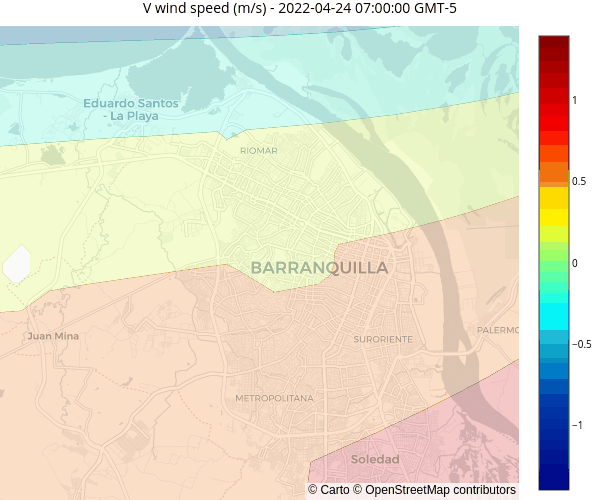 V wind speed (m/s) - 2022-04-24 07:00:00 GMT-5
Eduardo Santos
- La Playa
RIOMAR
BARRANQUILLA
Juan Mina
SURORIENTE
PALERMO
METROPOLITANA
Soledad
1
0.5
0
−0.5
−1
© Carto © OpenStreetMap contributors